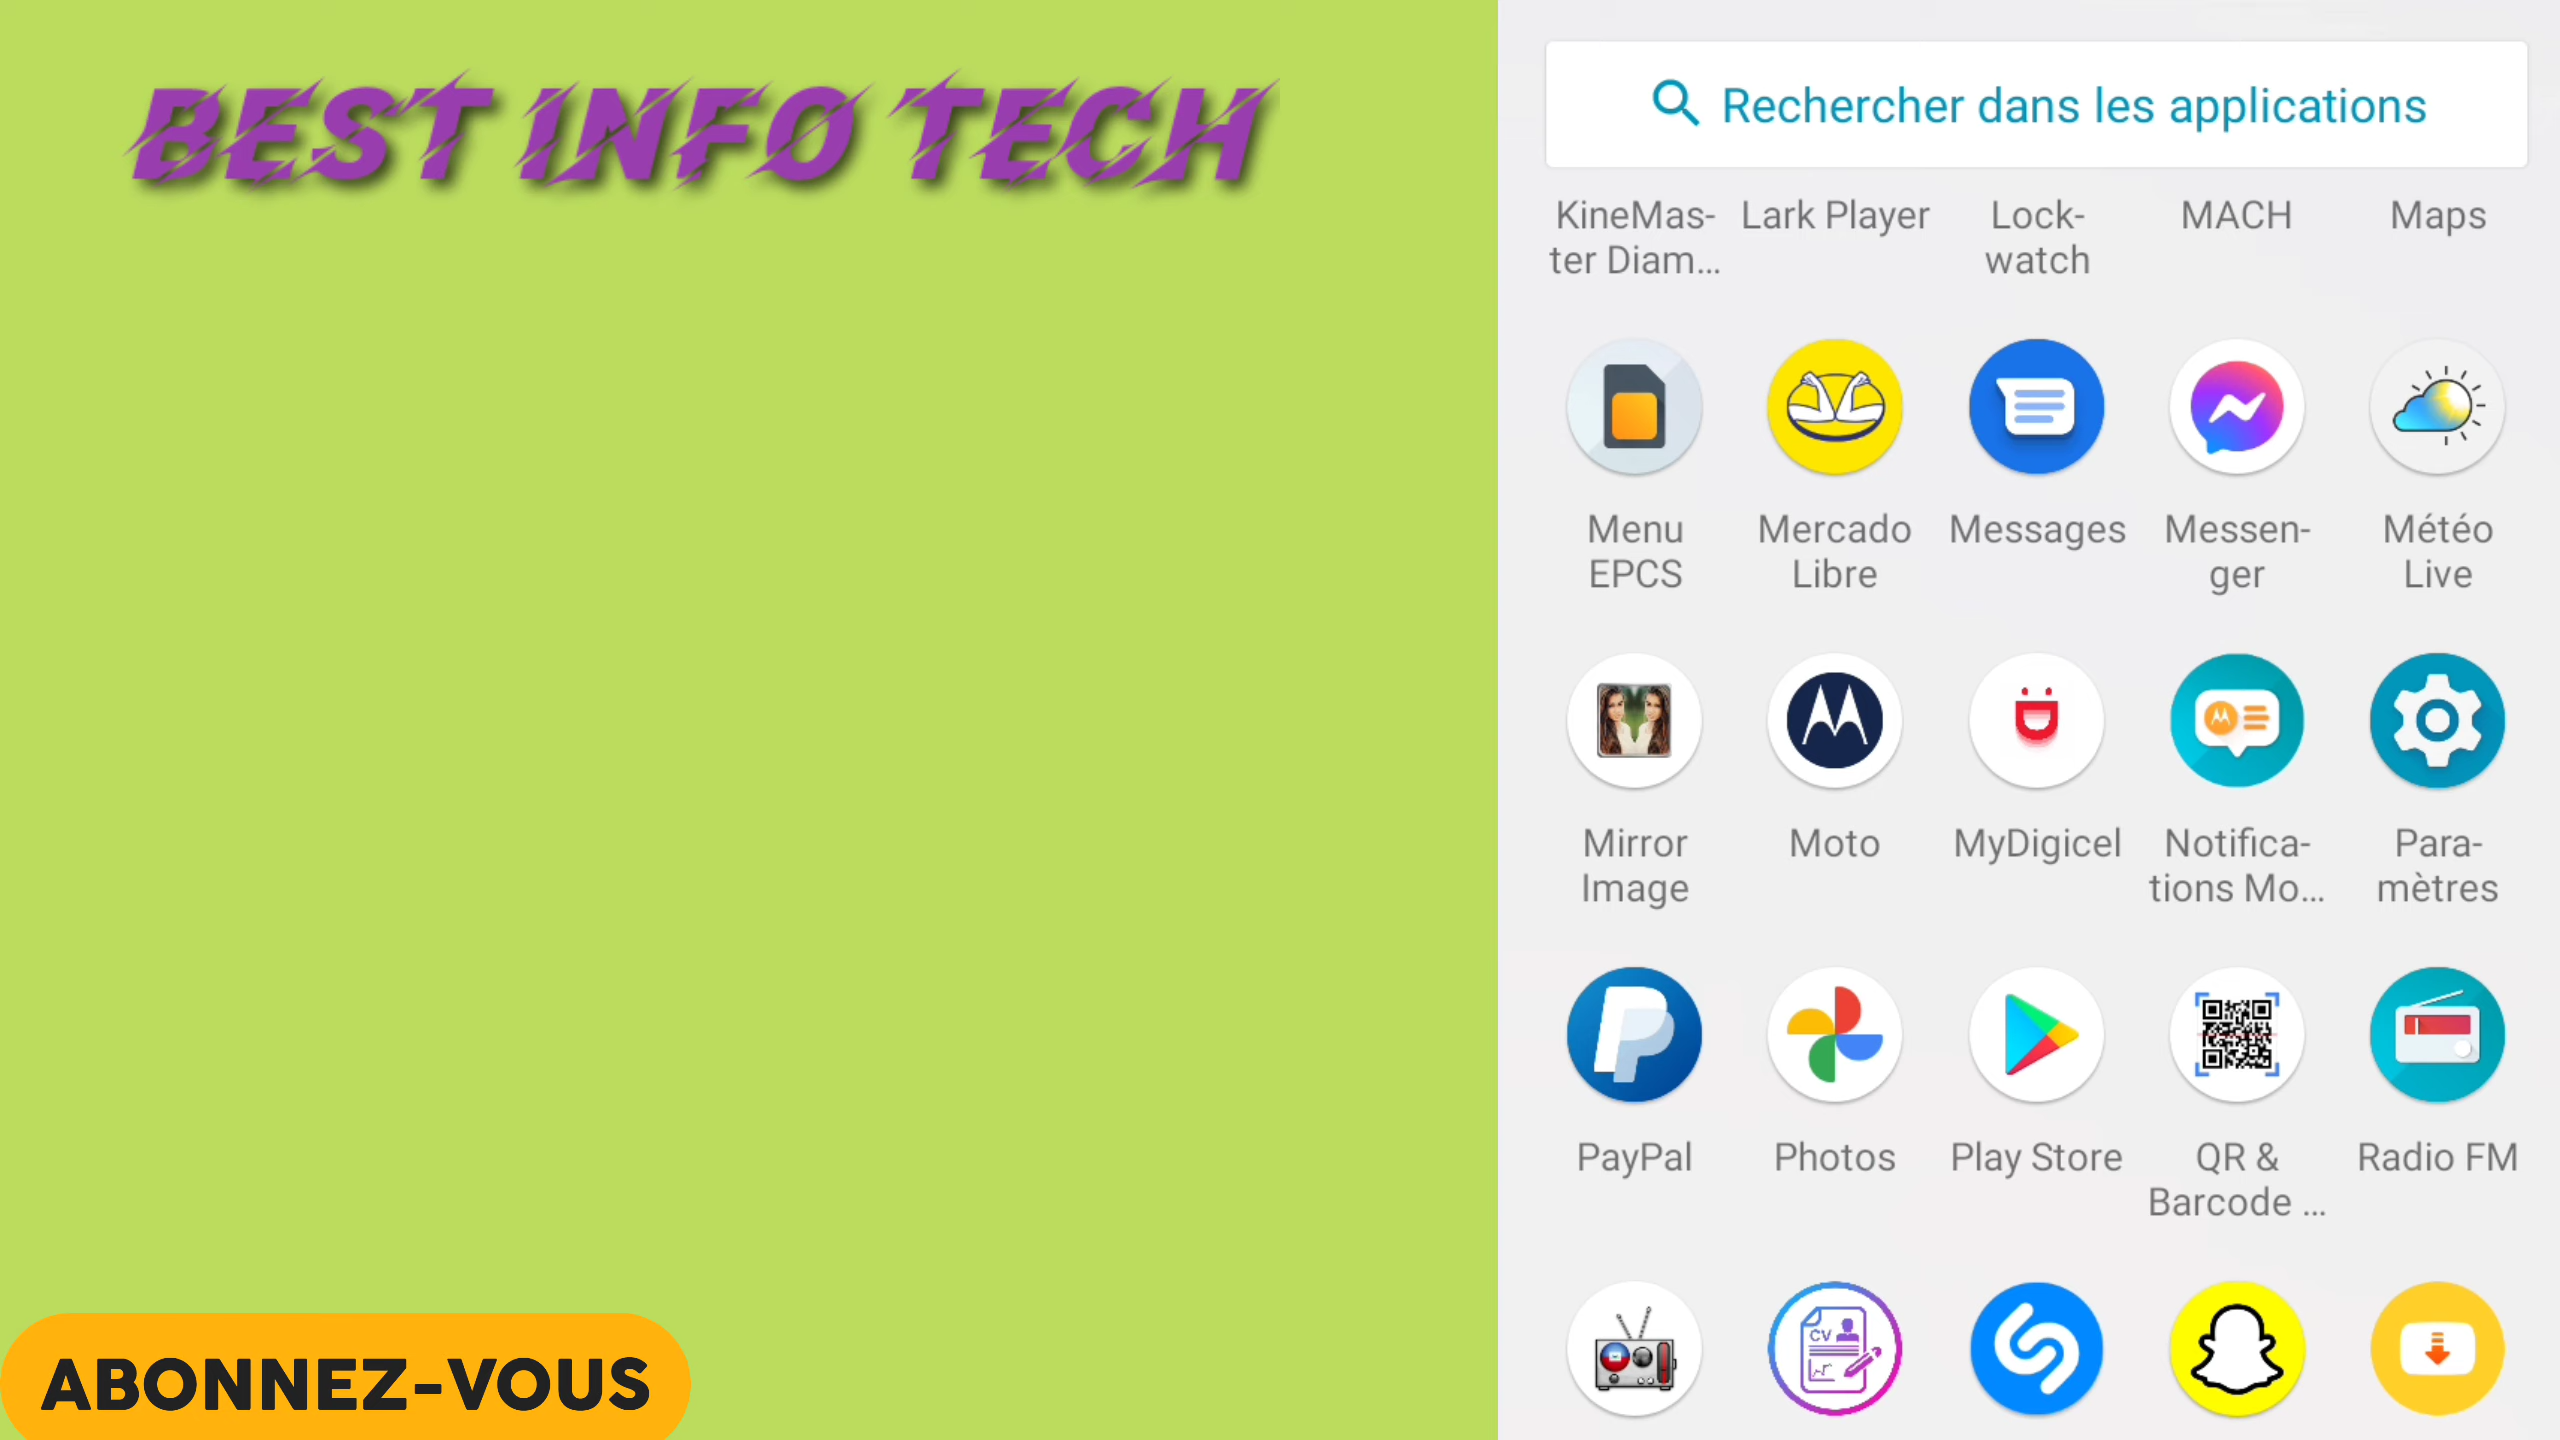 BEST INFO TECH
Rechercher dans les applications
KineMas-
ter Diam...
Lark Player
Lock-
watch
MACH
Maps
Menu
EPCS
Mercado
Libre
Messages
Messen-
ger
Météo
Live
Mirror
Image
Moto
MyDigicel
Notifica-
tions Mo...
Para-
mètres
PayPal
Photos
Play Store
QR &
Barcode ...
Radio FM
CV
ABONNEZ-VOUS